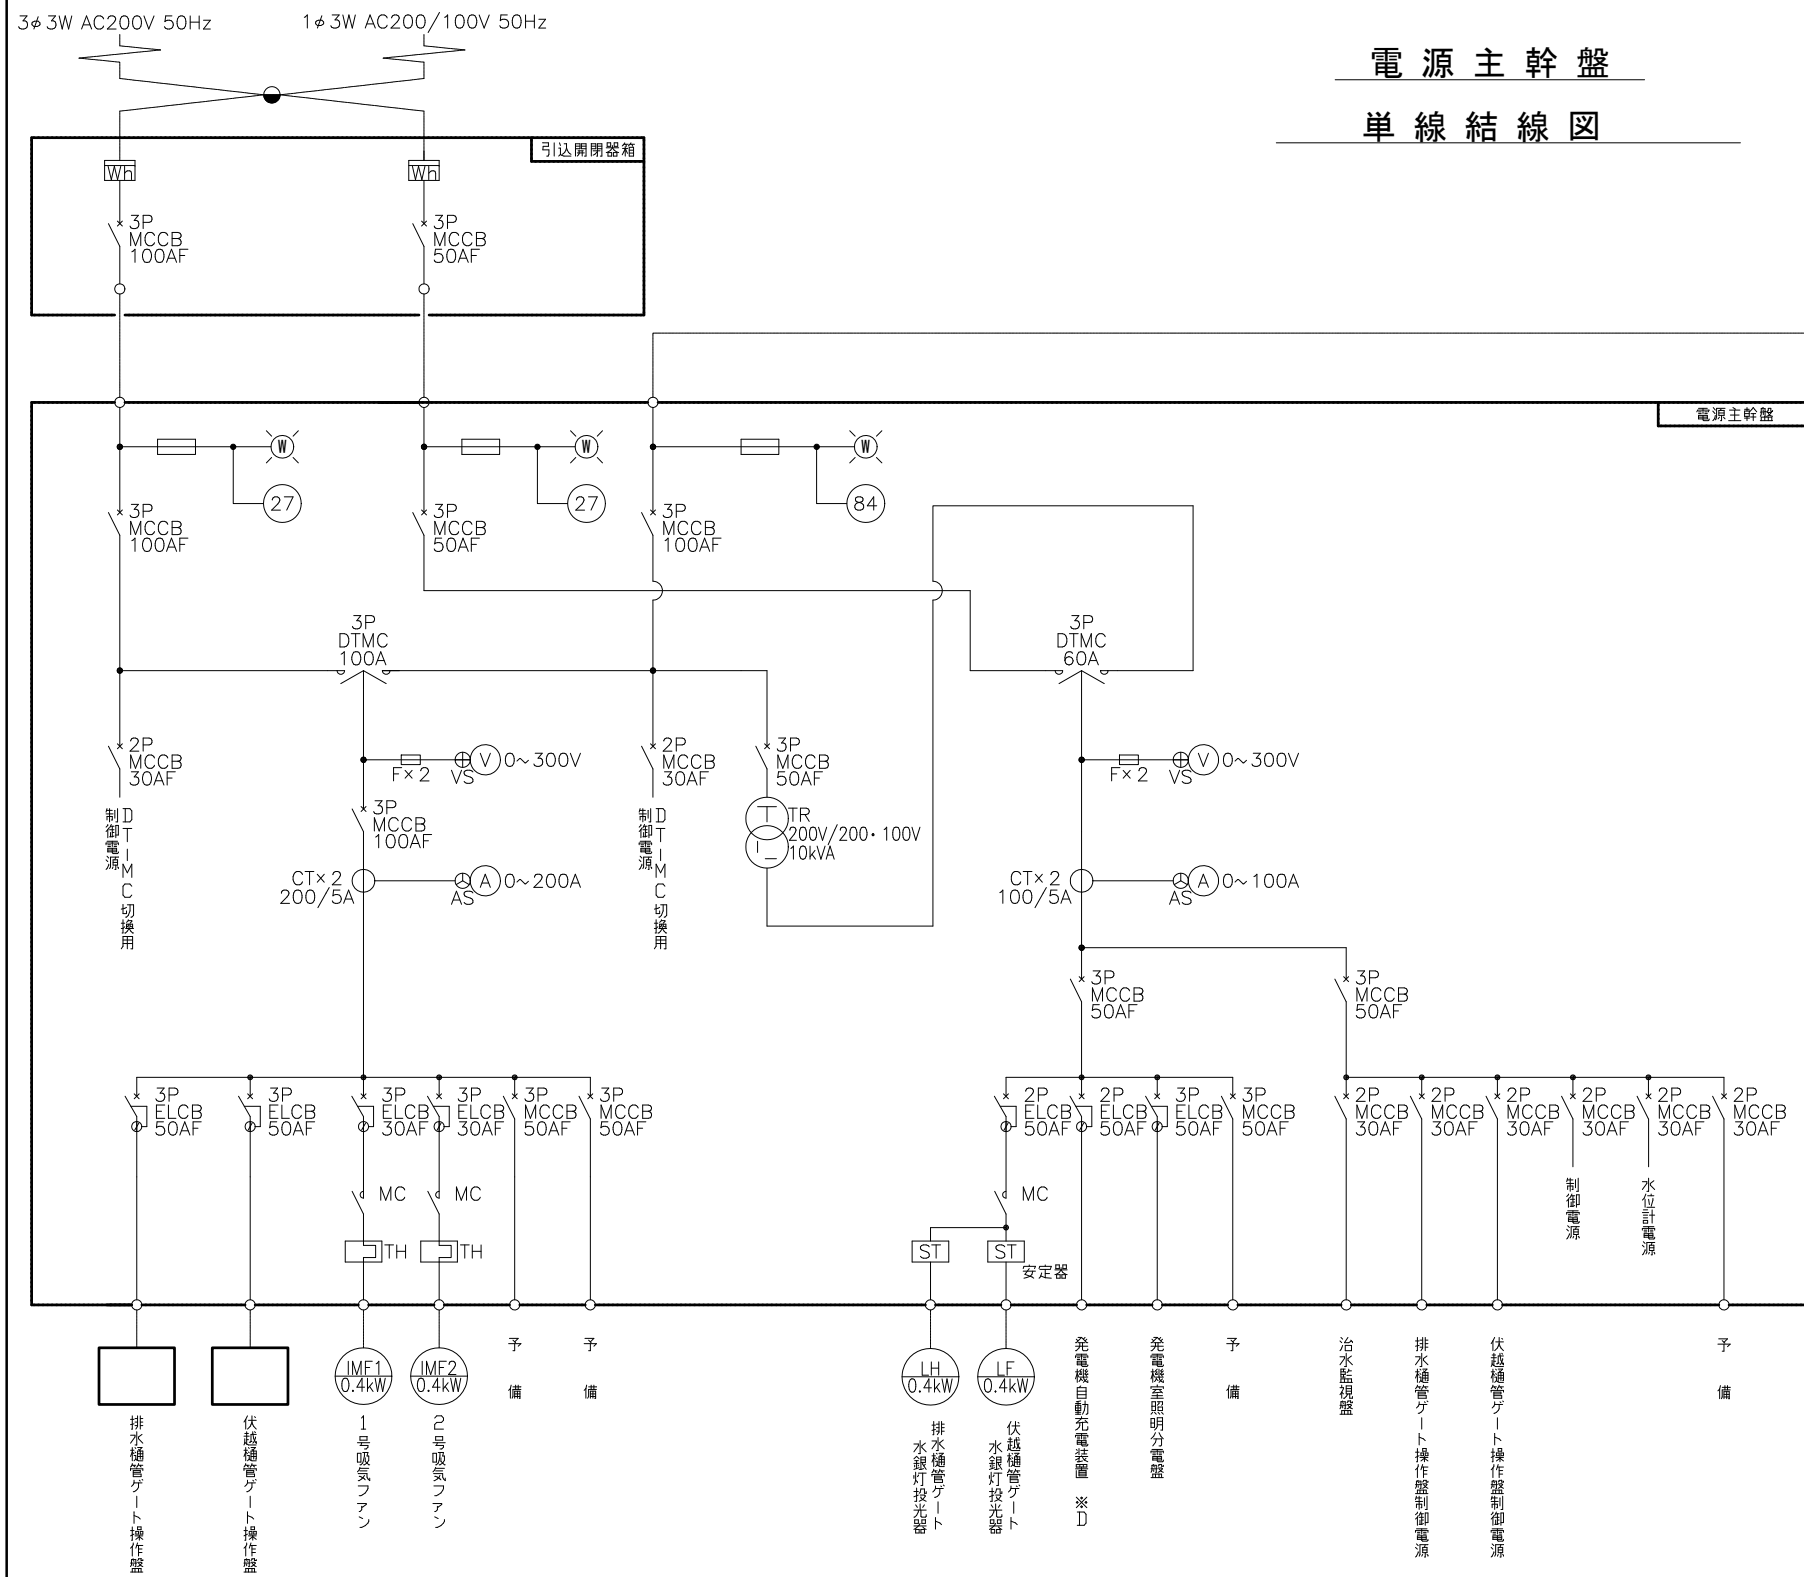 3φ3W AC200V 50Hz
1φ3W AC200/100V 50Hz
電源主幹盤
単線結線図
引込開閉器箱
Wh
Wh
3P
MCCB
100AF
3P
MCCB
50AF
電源主幹盤
W
W
W
27
27
84
3P
MCCB
100AF
3P
MCCB
50AF
3P
MCCB
100AF
3P
DTMC
100A
3P
DTMC
60A
2P
MCCB
30AF
F×2
VS
V
0~300V
2P
MCCB
30AF
3P
MCCB
50AF
F×2
VS
V
0~300V
DTーMC切換用
制御電源
3P
MCCB
100AF
DTーMC切換用
制御電源
TR
200V/200・100V
10kVA
CT×2
200/5A
AS
A
0~200A
CT×2
100/5A
AS
A
0~100A
3P
MCCB
50AF
3P
MCCB
50AF
3P
ELCB
50AF
3P
ELCB
50AF
3P
ELCB
30AF
3P
ELCB
30AF
3P
MCCB
50AF
3P
MCCB
50AF
2P
ELCB
50AF
2P
ELCB
50AF
3P
ELCB
50AF
3P
MCCB
50AF
2P
MCCB
30AF
2P
MCCB
30AF
2P
MCCB
30AF
2P
MCCB
30AF
2P
MCCB
30AF
2P
MCCB
30AF
MC
MC
MC
制御電源
水位計電源
TH
TH
ST
ST
安定器
排水樋管ゲート操作盤
伏越樋管ゲート操作盤
IMF1
0.4kW
1号吸気ファン
IMF2
0.4kW
2号吸気ファン
予備
予備
LH
0.4kW
排水樋管ゲート
水銀灯投光器
LF
0.4kW
伏越樋管ゲート
水銀灯投光器
発電機自動充電装置 ※D
発電機室照明分電盤
予備
治水監視盤
排水樋管ゲート操作盤制御電源
伏越樋管ゲート操作盤制御電源
予備